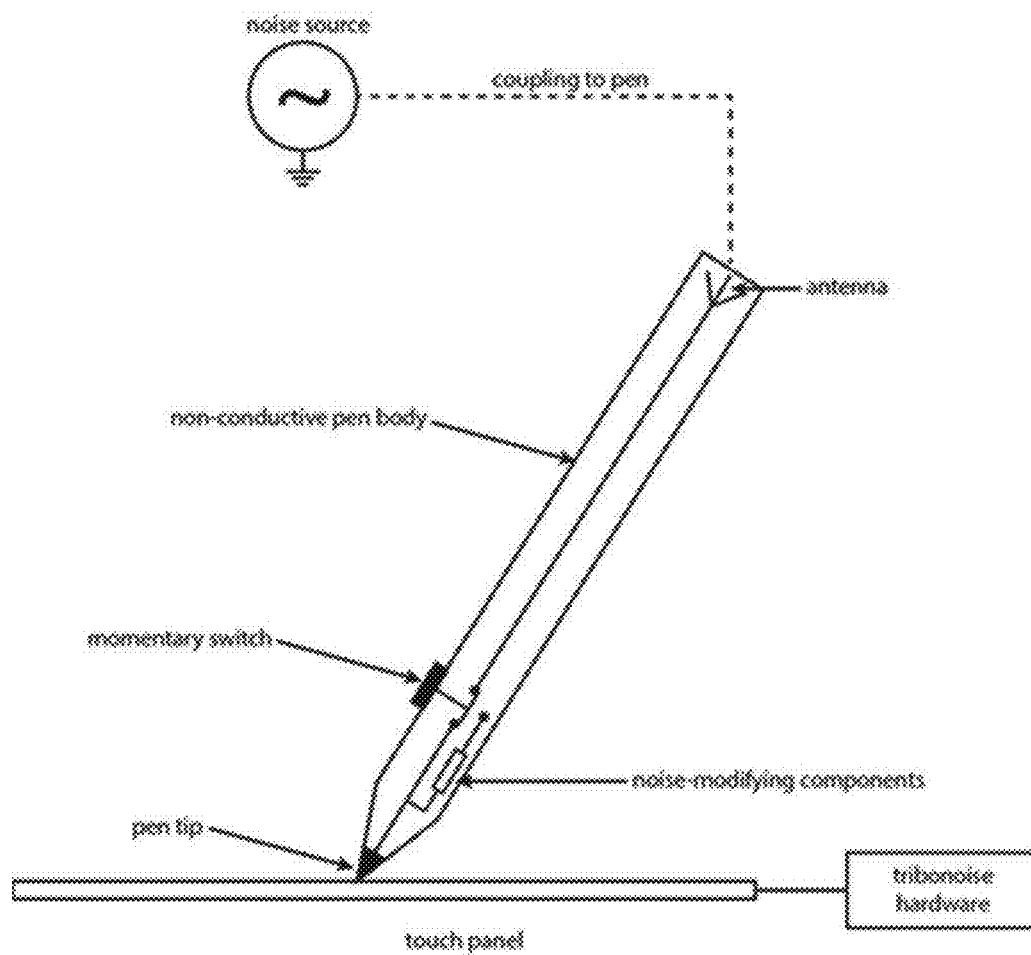 noise source
coupling to pen
antenna
non-conductive pen body
momentary switch
noise-modifying components
pen tip
tribonoise
hardware
touch panel